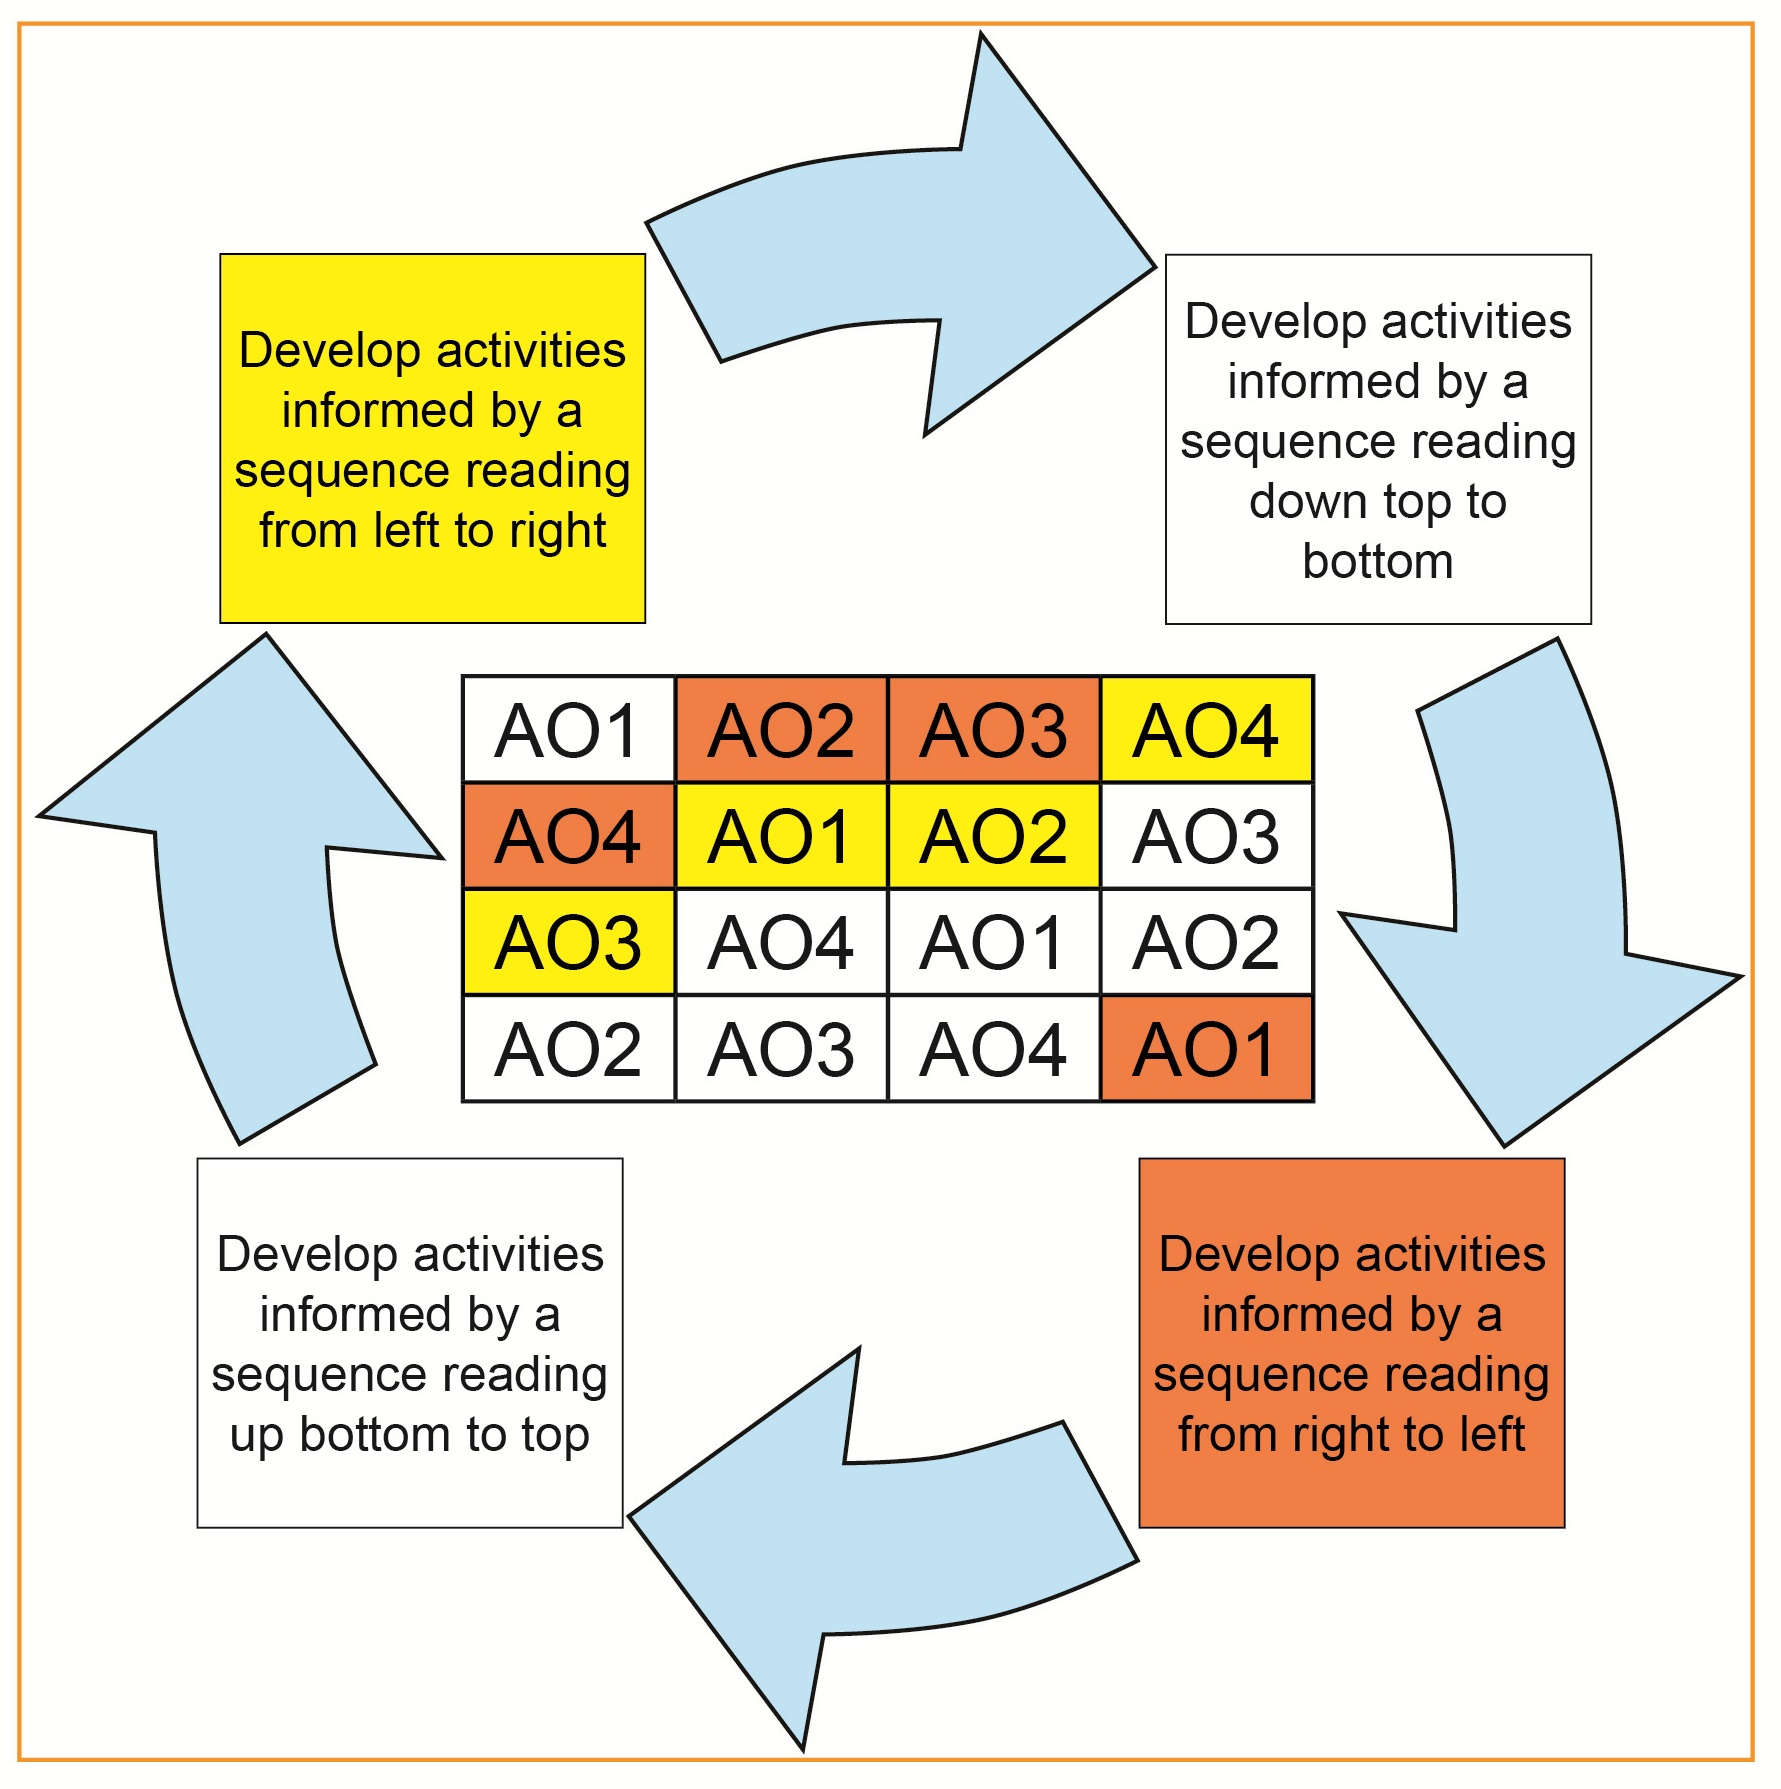 Develop activities
informed by a
sequence reading
from left to right
Develop activities
informed by a
sequence reading
down top to
bottom
AO1 AO2 AO3 AO4
AO4 AO1 AO2 AO3
AO3 AO4 AO1 AO2
AO2 AO3 AO4 AO1
Develop activities
informed by a
sequence reading
up bottom to top
Develop activities
informed by a
sequence reading
from right to left